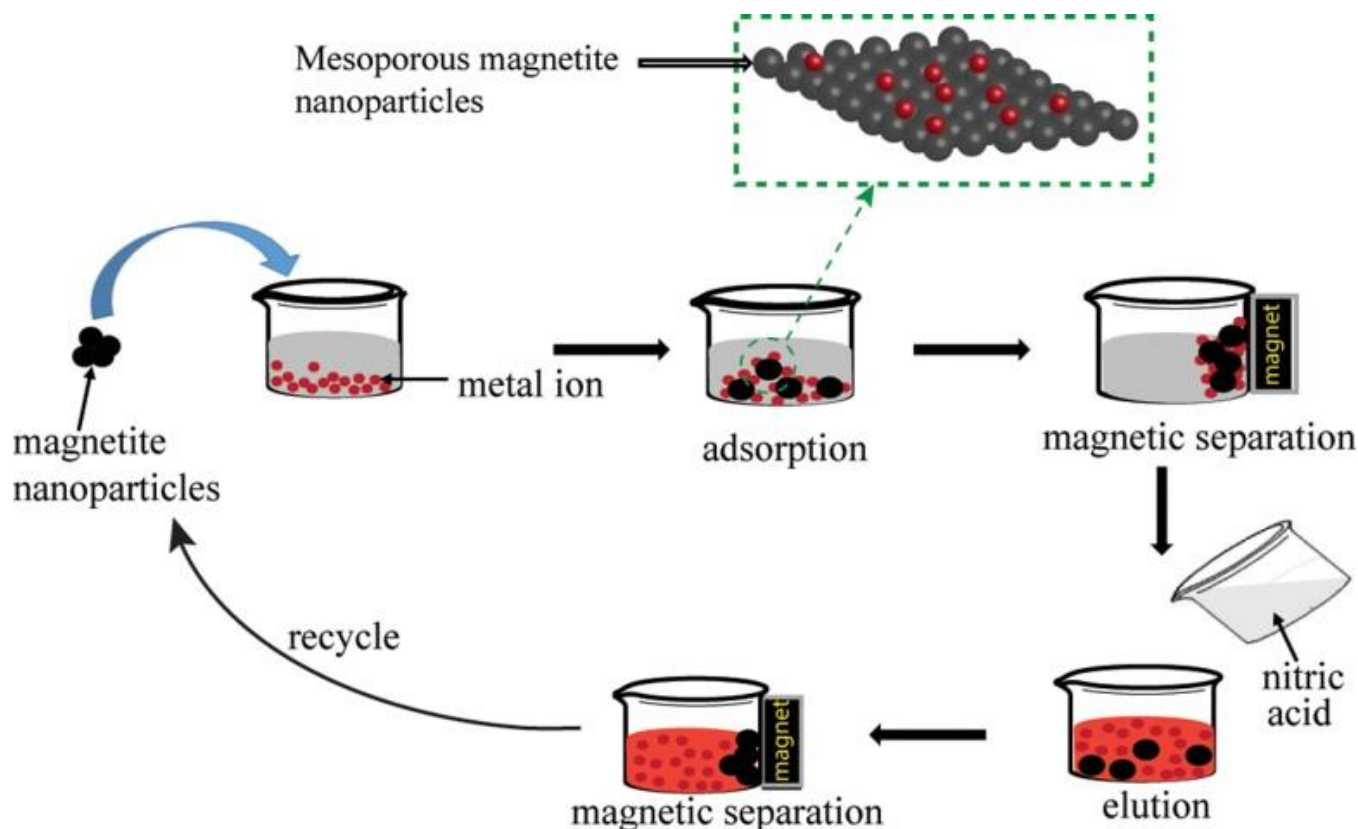 Mesoporous magnetite
nanoparticles
metal ion
magnetite
nanoparticles
adsorption
magnet
magnetic separation
nitric
acid
elution
magnet
magnetic separation
recycle